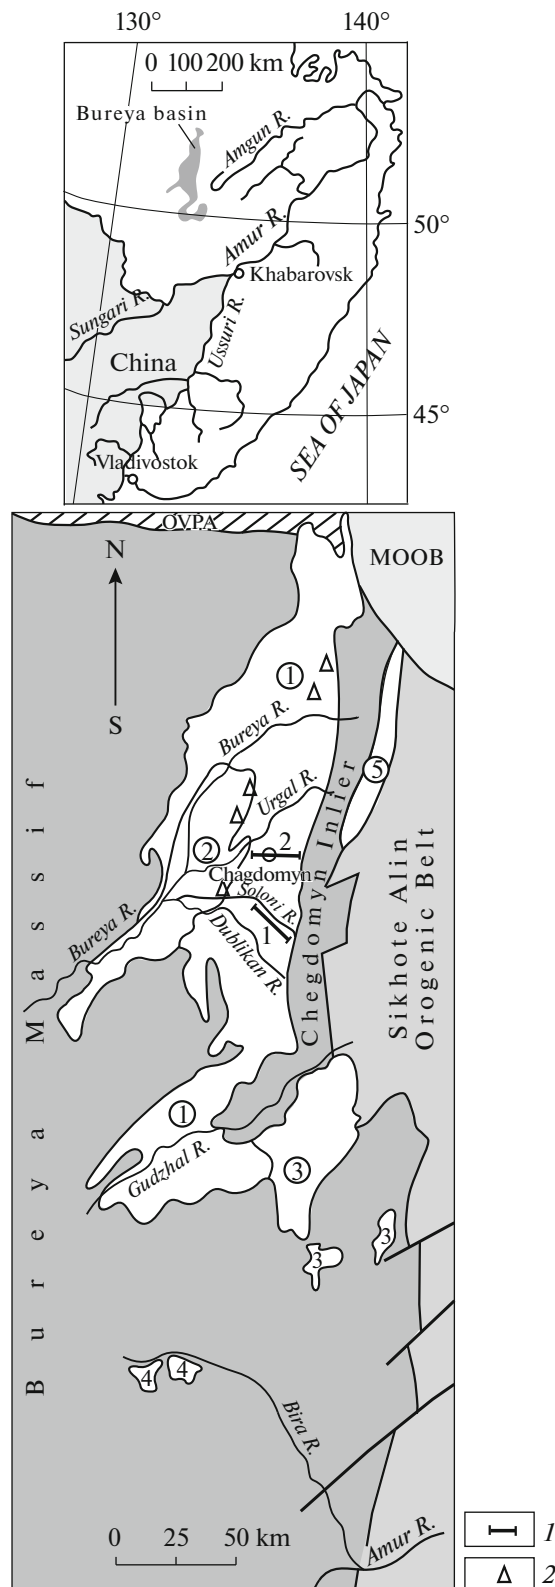 130°
140°
0 100 200 km
Bureya basin
Amgun R.
50°
Amur R.
Khabarovsk
Sungari R.
Ussuri R.
China
SEA OF JAPAN
45°
Vladivostok
OVPA
MOOB
N
S
1
Bureya R.
5
Urgal R.
2
2
Chagdomyn
Soloni R.
1
Bureya R.
Dublikan R.
Chegdomyn Inlier
Sikhote Alin
Orogenic Belt
Bureya Massif
1
Gudzhal R.
3
3
3
4
4
Bira R.
Amur R.
0 25 50 km
1
2